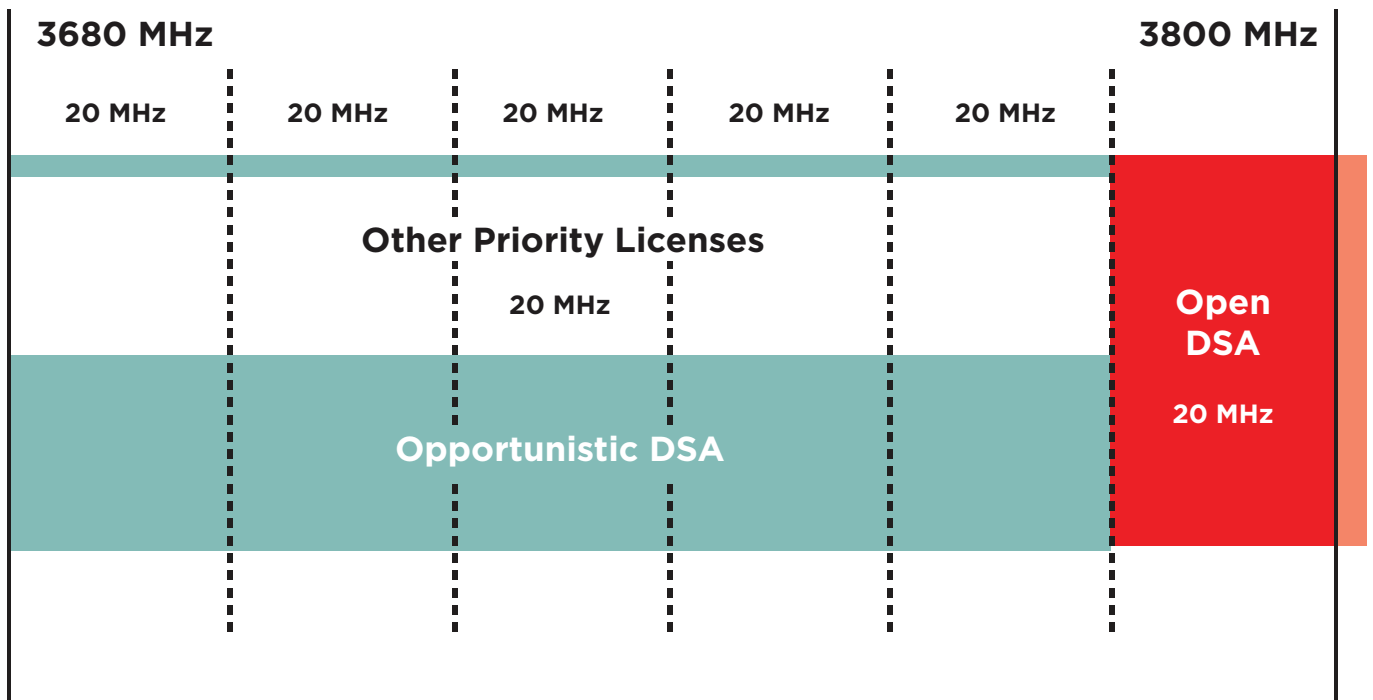 3680 MHz
3800 MHz
20 MHz
20 MHz
20 MHz
20 MHz
20 MHz
Other Priority Licenses
20 MHz
Open
DSA
20 MHz
Opportunistic DSA